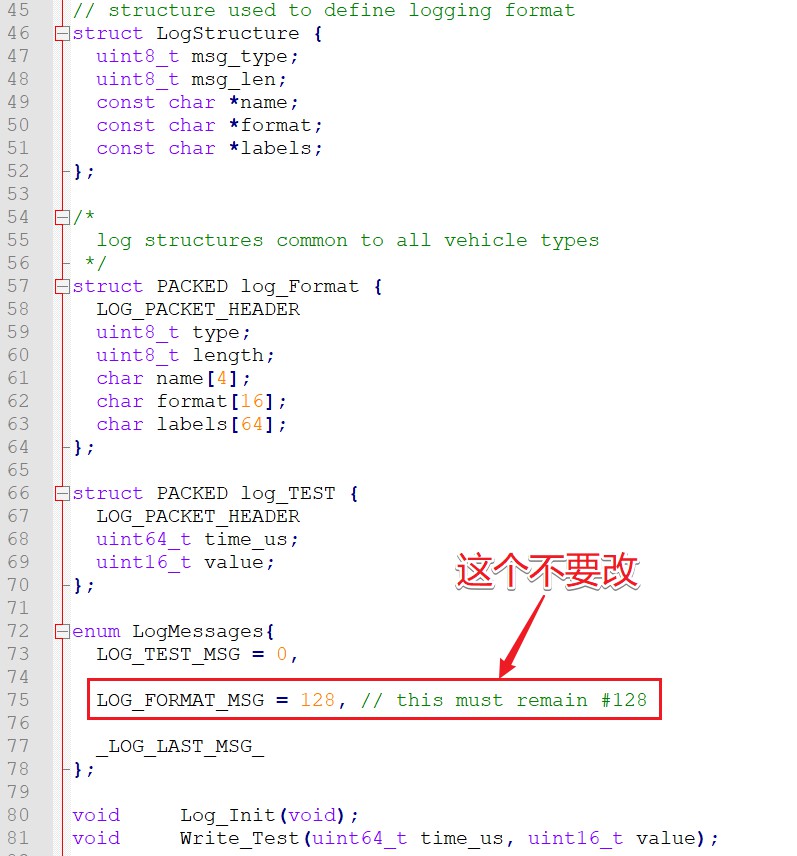 45 // structure used to define logging format
46 struct LogStructure {
47   uint8_t msg_type;
48   uint8_t msg_len;
49   const char *name;
50   const char *format;
51   const char *labels;
52 };
53
54 /*
55   log structures common to all vehicle types
56  */
57 struct PACKED log_Format {
58   LOG_PACKET_HEADER
59   uint8_t type;
60   uint8_t length;
61   char name[4];
62   char format[16];
63   char labels[64];
64 };
65
66 struct PACKED log_TEST {
67   LOG_PACKET_HEADER
68   uint64_t time_us;
69   uint16_t value;
这个不要改
70 };
71
72 enum LogMessages{
73   LOG_TEST_MSG = 0,
74
75   LOG_FORMAT_MSG = 128, // this must remain #128
76
77   _LOG_LAST_MSG_
78 };
79
80 void     Log_Init(void);
81 void     Write_Test(uint64_t time_us, uint16_t value);